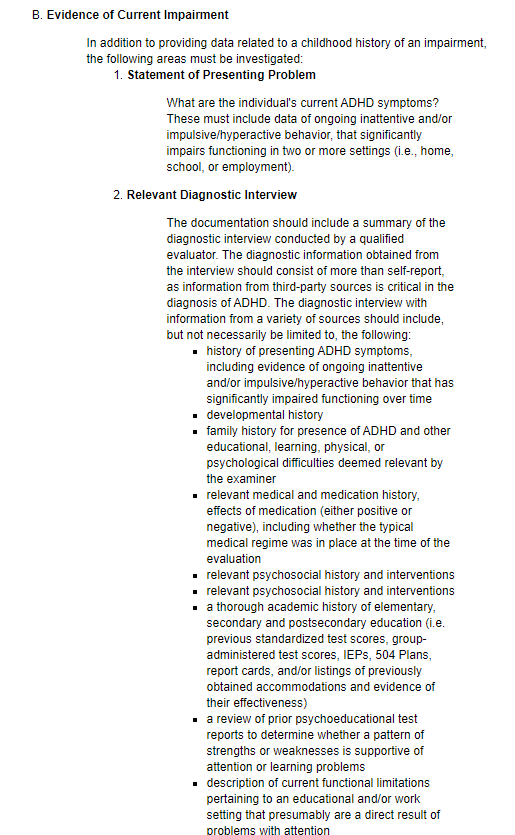 B. Evidence of Current Impairment
In addition to providing data related to a childhood history of an impairment,
the following areas must be investigated:
1. Statement of Presenting Problem
What are the individual's current ADHD symptoms?
These must include data of ongoing inattentive and/or
impulsive/hyperactive behavior, that significantly
impairs functioning in two or more settings (i.e., home,
school, or employment).
2. Relevant Diagnostic Interview
The documentation should include a summary of the
diagnostic interview conducted by a qualified
evaluator. The diagnostic information obtained from
the interview should consist of more than self-report,
as information from third-party sources is critical in the
diagnosis of ADHD. The diagnostic interview with
information from a variety of sources should include,
but not necessarily be limited to, the following:
▪ history of presenting ADHD symptoms,
including evidence of ongoing inattentive
and/or impulsive/hyperactive behavior that has
significantly impaired functioning over time
▪ developmental history
▪ family history for presence of ADHD and other
educational, learning, physical, or
psychological difficulties deemed relevant by
the examiner
▪ relevant medical and medication history,
effects of medication (either positive or
negative), including whether the typical
medical regime was in place at the time of the
evaluation
▪ relevant psychosocial history and interventions
▪ relevant psychosocial history and interventions
▪ a thorough academic history of elementary,
secondary and postsecondary education (i.e.
previous standardized test scores, group-
administered test scores, IEPs, 504 Plans,
report cards, and/or listings of previously
obtained accommodations and evidence of
their effectiveness)
▪ a review of prior psychoeducational test
reports to determine whether a pattern of
strengths or weaknesses is supportive of
attention or learning problems
▪ description of current functional limitations
pertaining to an educational and/or work
setting that presumably are a direct result of
problems with attention